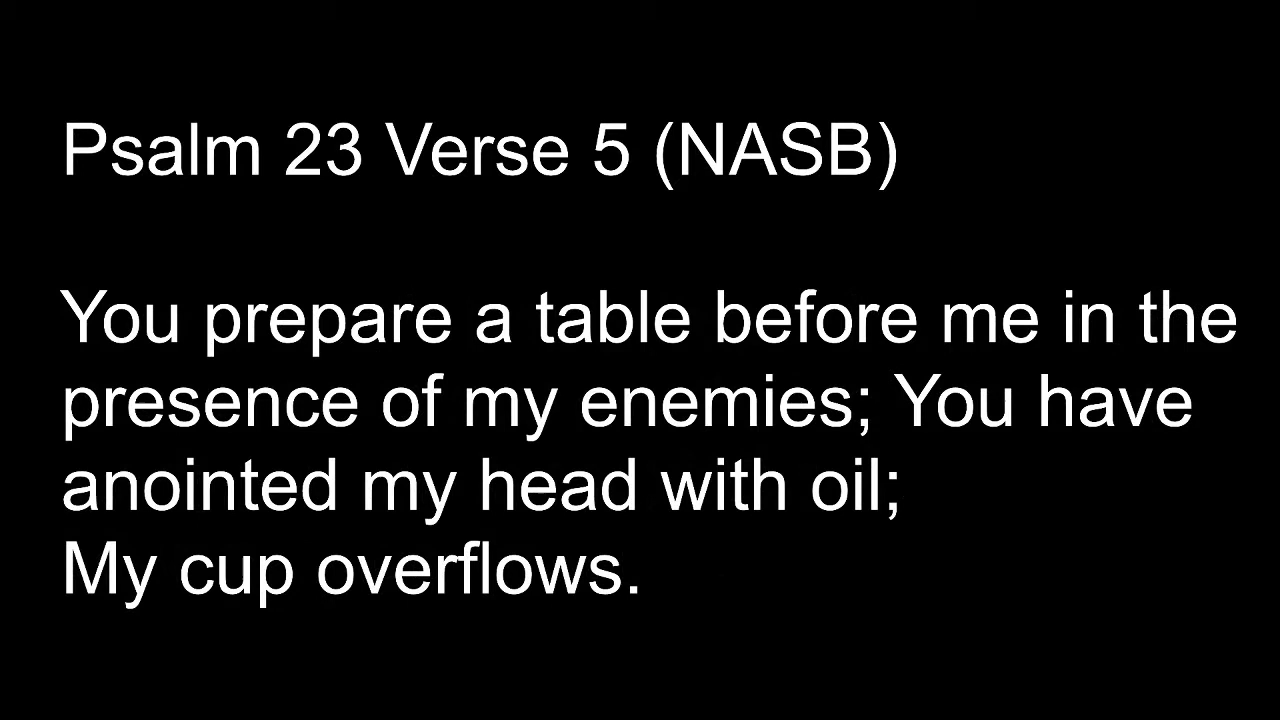 Psalm 23 Verse 5 (NASB)
You prepare a table before me in the
presence of my enemies; You have
anointed my head with oil;
My cup overflows.